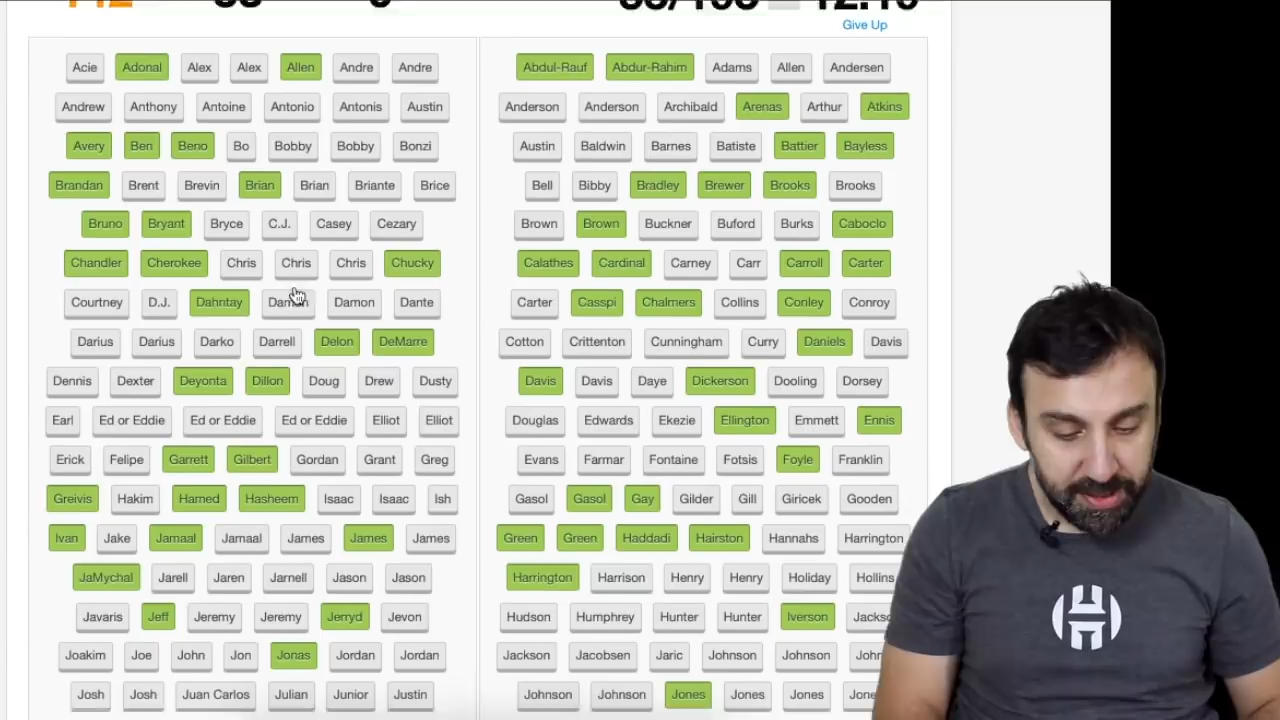 Give Up
Acie Adonal Alex Alex Allen Andre Andre
Andrew Anthony Antoine Antonio Antonis Austin
Avery Ben Beno Bo Bobby Bobby Bonzi
Brandan Brent Brevin Brian Brian Briante Brice
Bruno Bryant Bryce C.J. Casey Cezary
Chandler Cherokee Chris Chris Chris Chucky
Courtney D.J. Dahntay Damon Dante
Darius Darius Darko Darrell Delon DeMarre
Dennis Dexter Deyonta Dillon Doug Drew Dusty
Earl Ed or Eddie Ed or Eddie Ed or Eddie Elliot Elliot
Erick Felipe Garrett Gilbert Gordan Grant Greg
Greivis Hakim Hamed Hasheem Isaac Isaac Ish
Ivan Jake Jamaal Jamaal James James James
JaMychal Jarell Jaren Jarnell Jason Jason
Javaris Jeff Jeremy Jeremy Jerryd Jevon
Joakim Joe John Jon Jonas Jordan Jordan
Josh Josh Juan Carlos Julian Junior Justin
Abdul-Rauf Abdur-Rahim Adams Allen Andersen
Anderson Anderson Archibald Arenas Arthur Atkins
Austin Baldwin Barnes Batiste Battier Bayless
Bell Bibby Bradley Brewer Brooks Brooks
Brown Brown Buckner Buford Burks Caboclo
Calathes Cardinal Carney Carr Carroll Carter
Carter Casspi Chalmers Collins Conley Conroy
Cotton Crittenton Cunningham Curry Daniels Davis
Davis Davis Daye Dickerson Dooling Dorsey
Douglas Edwards Ekezie Ellington Emmett Ennis
Evans Farmar Fontaine Fotsis Foyle Franklin
Gasol Gasol Gay Gilder Gill Giricek Gooden
Green Green Haddadi Hairston Hannahs Harrington
Harrington Harrison Henry Henry Holiday Hollins
Hudson Humphrey Hunter Hunter Iverson
Jackson Jacobsen Jaric Johnson Johnson
Johnson Johnson Jones Jones Jones